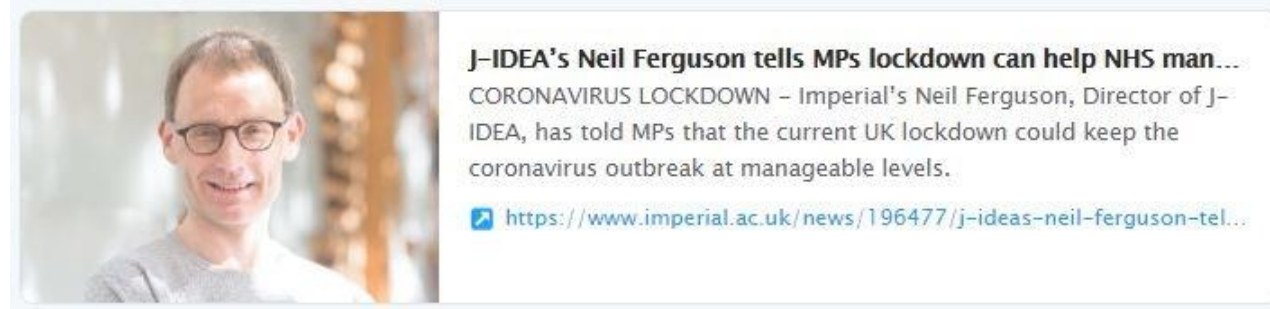 J-IDEA's Neil Ferguson tells MPs lockdown can help NHS man...
CORONAVIRUS LOCKDOWN – Imperial's Neil Ferguson, Director of J-
IDEA, has told MPs that the current UK lockdown could keep the
coronavirus outbreak at manageable levels.
https://www.imperial.ac.uk/news/196477/j-ideas-neil-ferguson-tel...